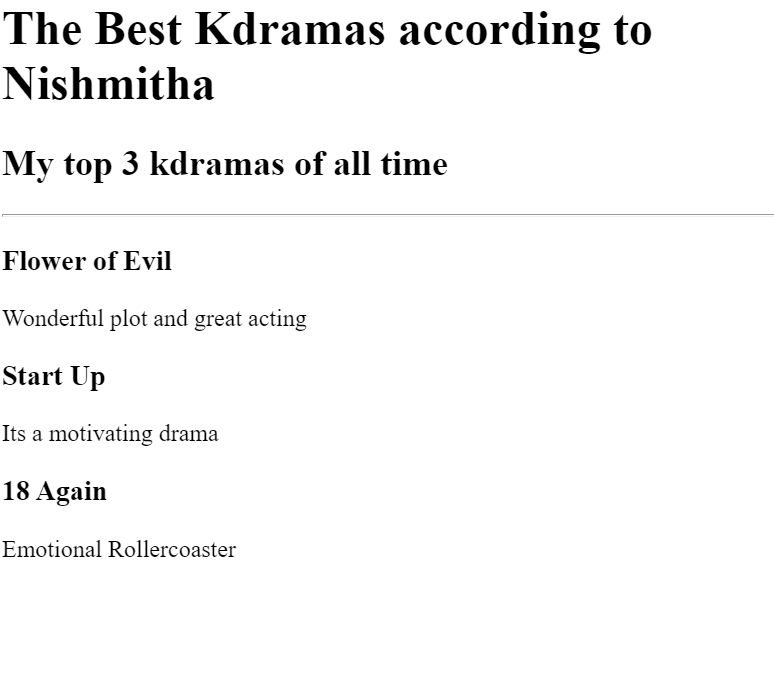 The Best Kdramas according to
Nishmitha
My top 3 kdramas of all time
Flower of Evil
Wonderful plot and great acting
Start Up
Its a motivating drama
18 Again
Emotional Rollercoaster